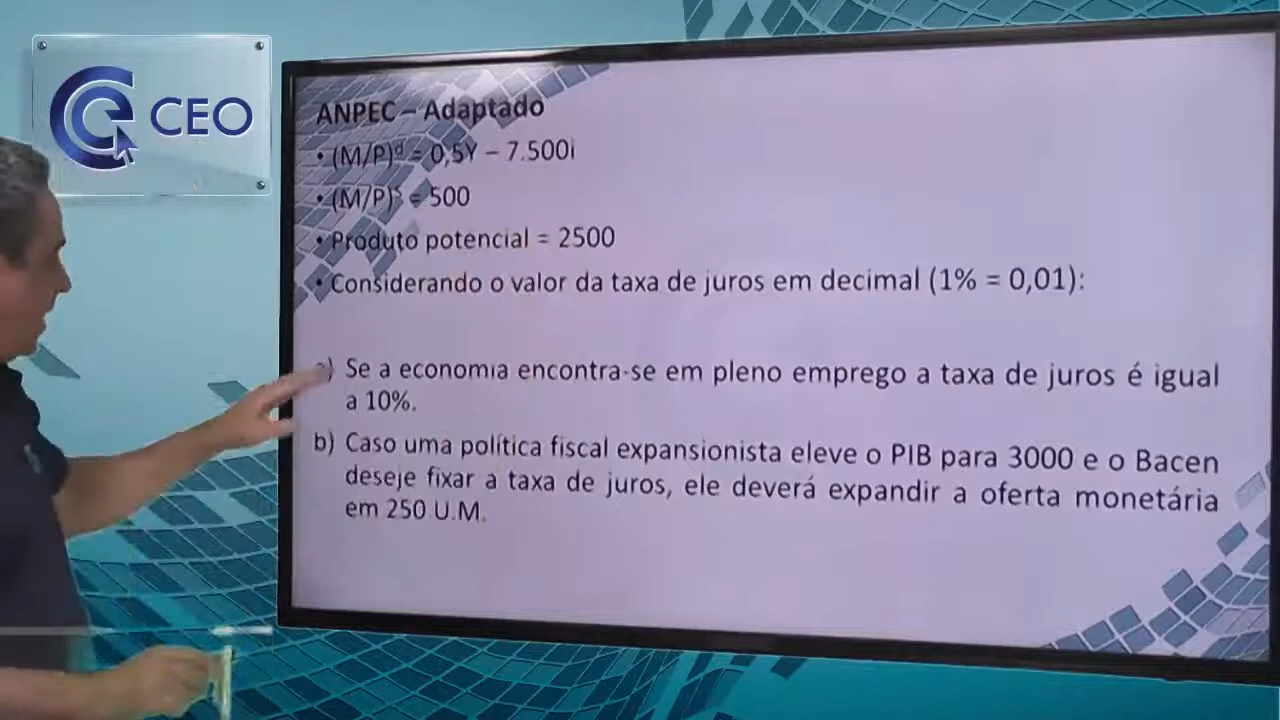 CEO
ANPEC – Adaptado
• (M/P)ᵈ = 0,5Y – 7.500i
• (M/P)ˢ = 500
• Produto potencial = 2500
• Considerando o valor da taxa de juros em decimal (1% = 0,01):
a) Se a economia encontra-se em pleno emprego a taxa de juros é igual
a 10%.
b) Caso uma política fiscal expansionista eleve o PIB para 3000 e o Bacen
deseje fixar a taxa de juros, ele deverá expandir a oferta monetária
em 250 U.M.